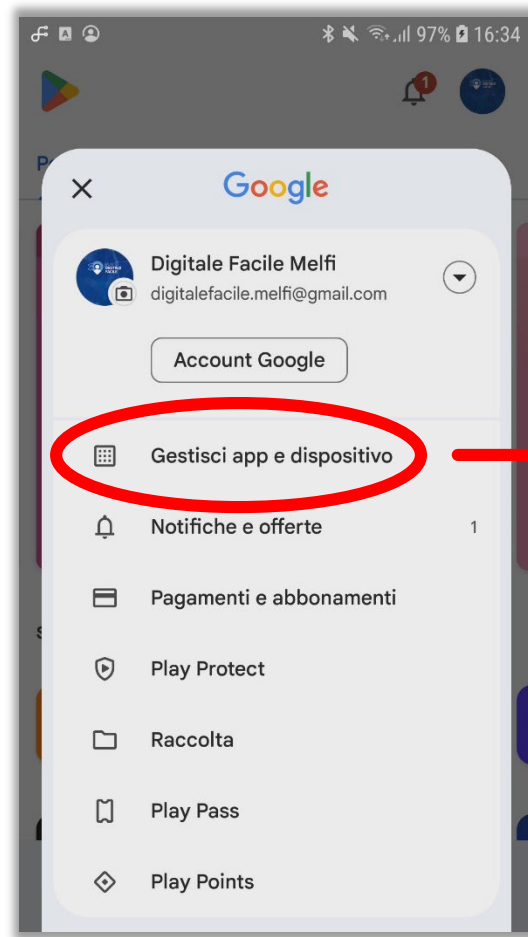 97% 16:34
1
Google
Digitale Facile Melfi
digitalefacile.melfi@gmail.com
Account Google
Gestisci app e dispositivo
Notifiche e offerte 1
Pagamenti e abbonamenti
Play Protect
Raccolta
Play Pass
Play Points